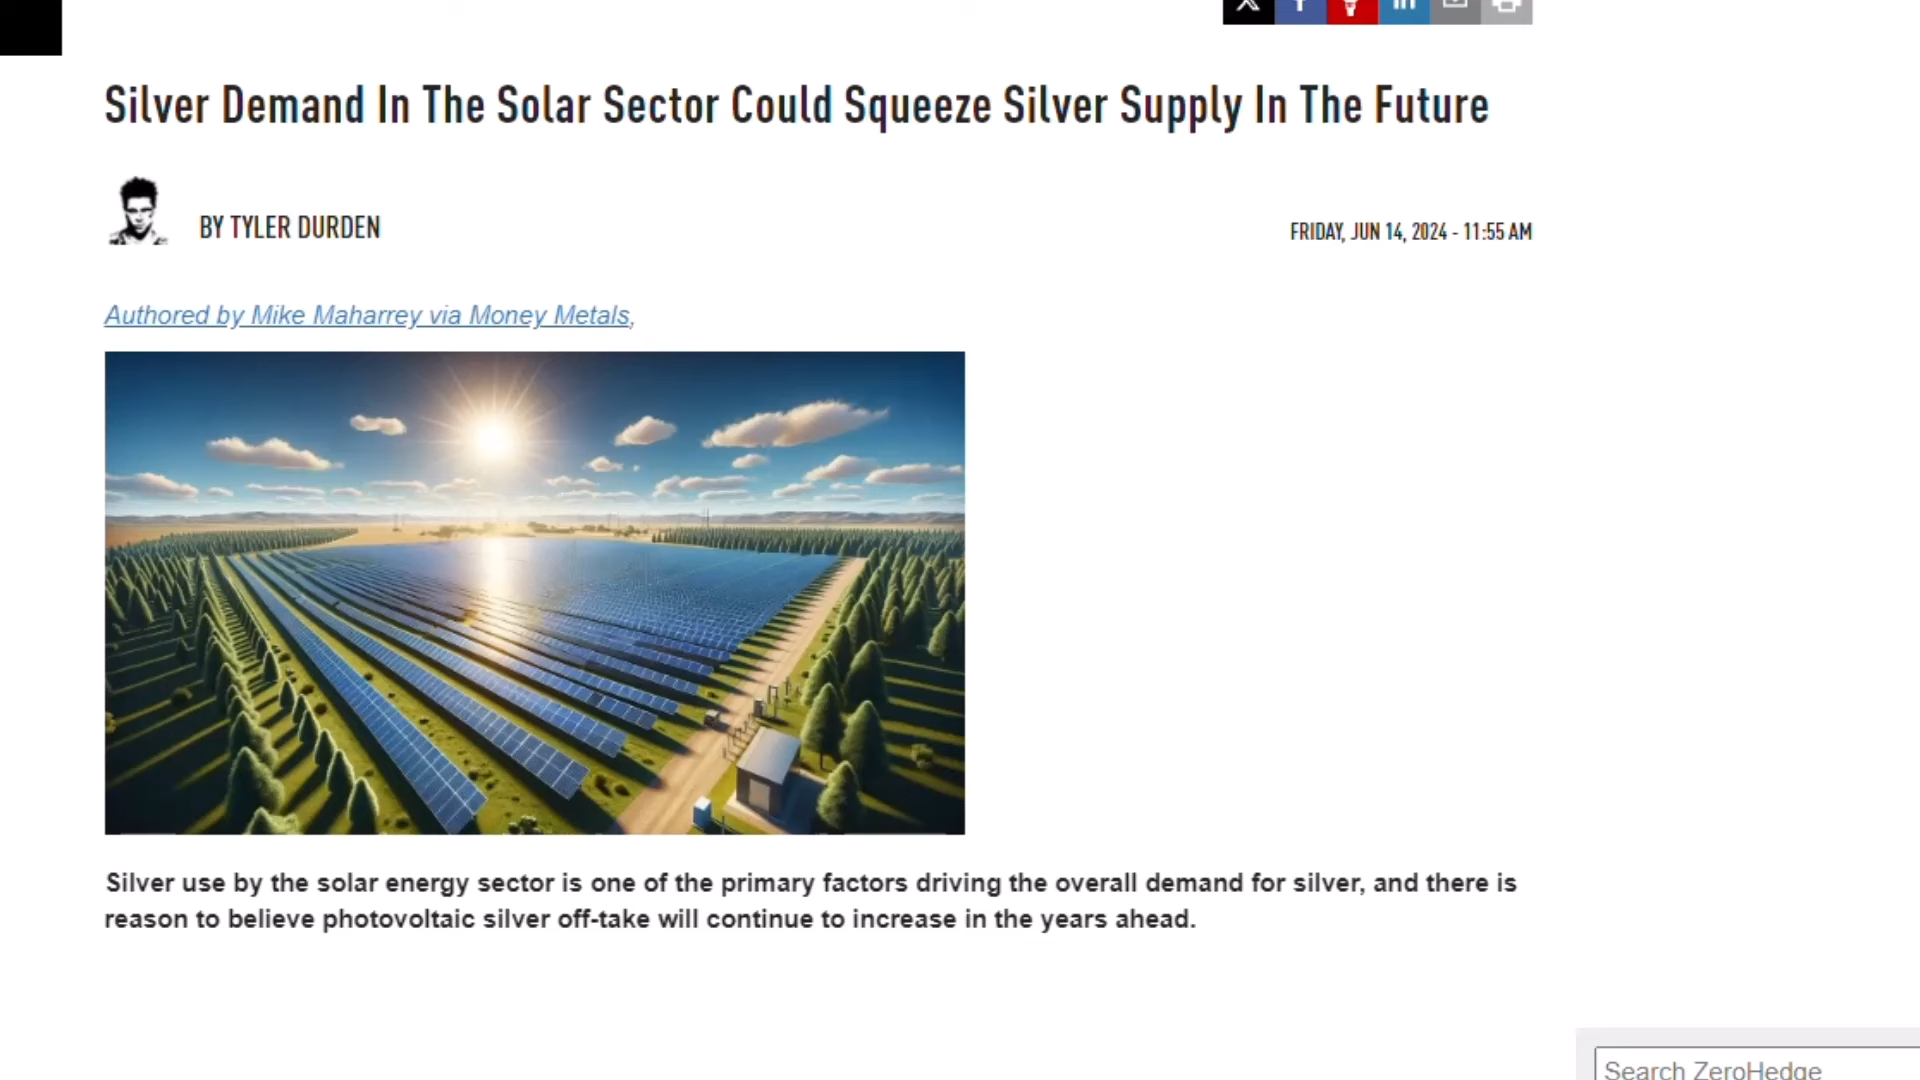 Silver Demand In The Solar Sector Could Squeeze Silver Supply In The Future
BY TYLER DURDEN
FRIDAY, JUN 14, 2024 - 11:55 AM
Authored by Mike Maharrey via Money Metals,
Silver use by the solar energy sector is one of the primary factors driving the overall demand for silver, and there is
reason to believe photovoltaic silver off-take will continue to increase in the years ahead.
Search ZeroHedge